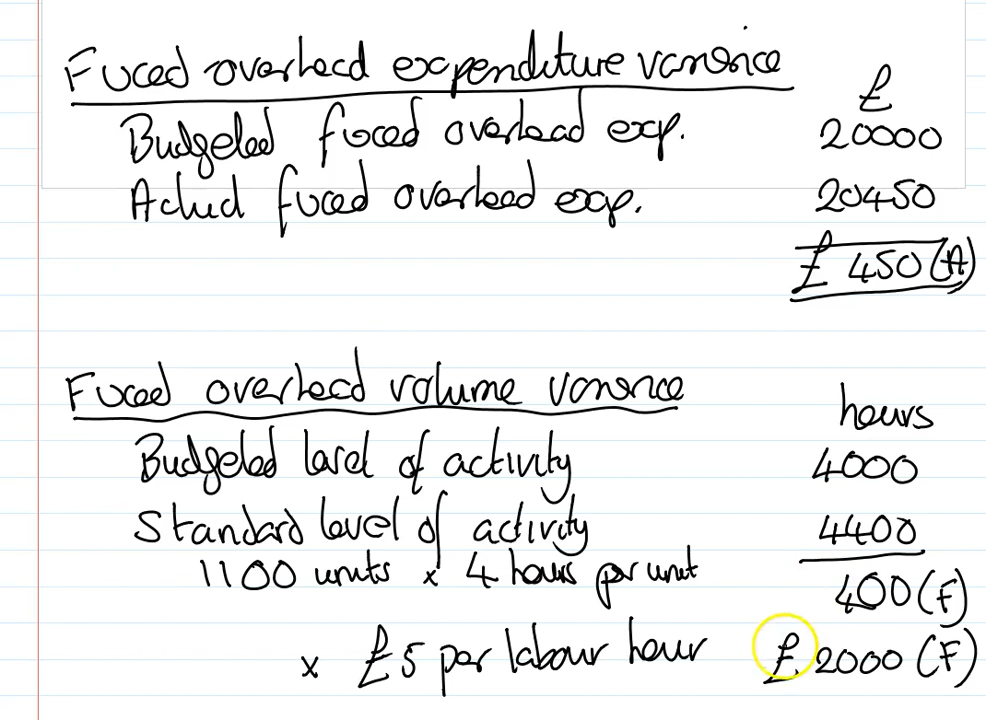 Fixed overhead expenditure variance
£
Budgeted fixed overhead exp. 20000
Actual fixed overhead exp. 20450
£ 450 (A)
Fixed overhead volume variance
hours
Budgeted level of activity 4000
Standard level of activity 4400
1100 units x 4 hours per unit
400 (F)
x £5 per labour hour £ 2000 (F)